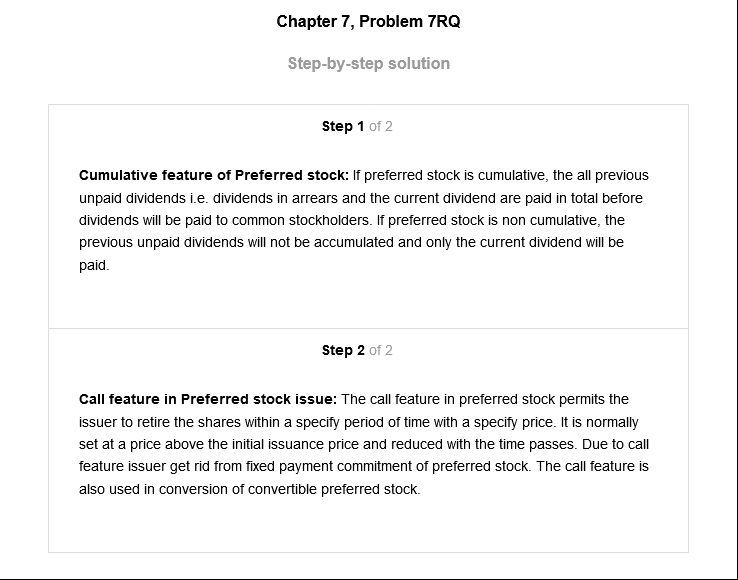 Chapter 7, Problem 7RQ
Step-by-step solution
Step 1 of 2
Cumulative feature of Preferred stock: If preferred stock is cumulative, the all previous
unpaid dividends i.e. dividends in arrears and the current dividend are paid in total before
dividends will be paid to common stockholders. If preferred stock is non cumulative, the
previous unpaid dividends will not be accumulated and only the current dividend will be
paid.
Step 2 of 2
Call feature in Preferred stock issue: The call feature in preferred stock permits the
issuer to retire the shares within a specify period of time with a specify price. It is normally
set at a price above the initial issuance price and reduced with the time passes. Due to call
feature issuer get rid from fixed payment commitment of preferred stock. The call feature is
also used in conversion of convertible preferred stock.